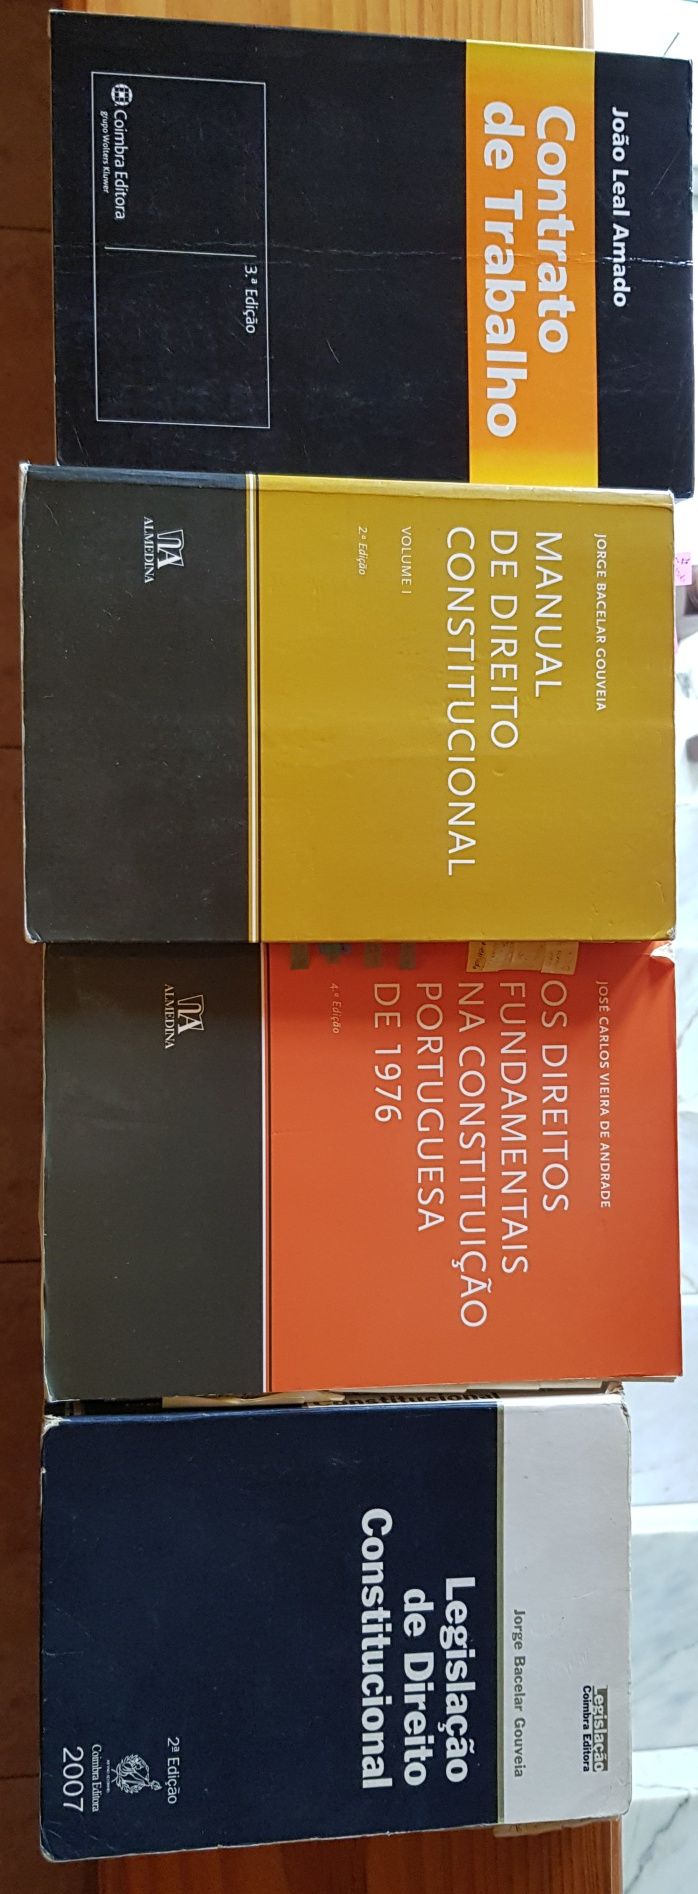 João Leal Amado
Contrato
de Trabalho
3.ª Edição
Coimbra Editora
grupo Wolters Kluwer
JORGE BACELAR GOUVEIA
MANUAL
DE DIREITO
CONSTITUCIONAL
VOLUME I
2.ª Edição
ALMEDINA
JOSÉ CARLOS VIEIRA DE ANDRADE
OS DIREITOS
FUNDAMENTAIS
NA CONSTITUIÇÃO
PORTUGUESA
DE 1976
4.ª Edição
ALMEDINA
Constitucional
Legislação
Coimbra Editora
Jorge Bacelar Gouveia
Legislação
de Direito
Constitucional
2ª Edição
Coimbra Editora
2007